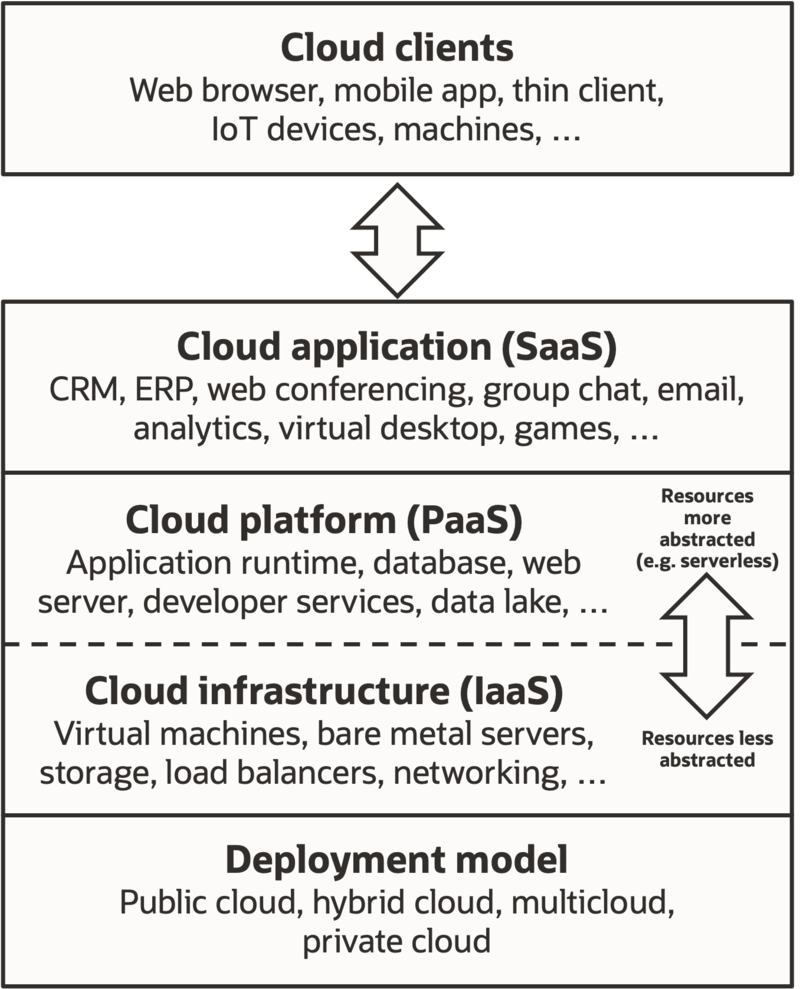 Cloud clients
Web browser, mobile app, thin client,
IoT devices, machines, ...
Cloud application (SaaS)
CRM, ERP, web conferencing, group chat, email,
analytics, virtual desktop, games, ...
Cloud platform (PaaS)
Application runtime, database, web
server, developer services, data lake, ...
Resources
more
abstracted
(e.g. serverless)
Cloud infrastructure (IaaS)
Virtual machines, bare metal servers,
storage, load balancers, networking, ...
Resources less
abstracted
Deployment model
Public cloud, hybrid cloud, multicloud,
private cloud